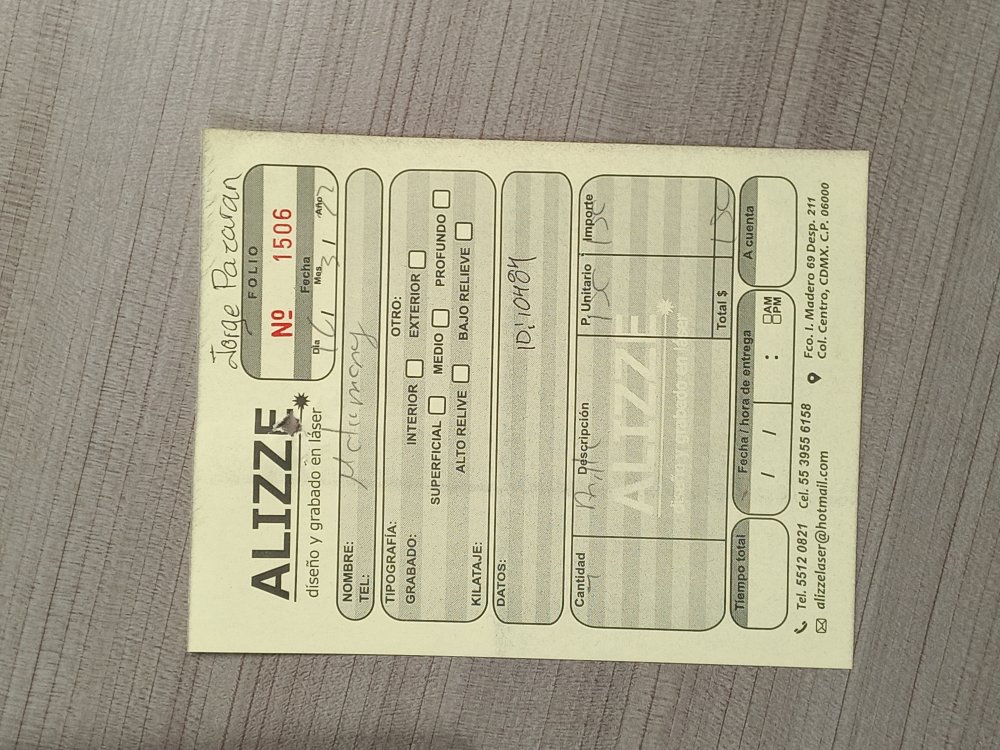 Jorge Pazaran
ALIZZE
diseño y grabado en láser
FOLIO
Nº 1506
Fecha
Día Mes Año
NOMBRE:
TEL:
TIPOGRAFÍA: OTRO:
GRABADO: INTERIOR EXTERIOR
SUPERFICIAL MEDIO PROFUNDO
ALTO RELIVE BAJO RELIEVE
KILATAJE:
DATOS:
Cantidad Descripción P. Unitario Importe
ALIZZE
diseño y grabado en láser
Total $
Tiempo total Fecha / hora de entrega A cuenta
/ / : AM
PM
Tel. 5512 0821 Cel. 55 3955 6158
alizzelaser@hotmail.com
Fco. I. Madero 69 Desp. 211
Col. Centro, CDMX. C.P. 06000